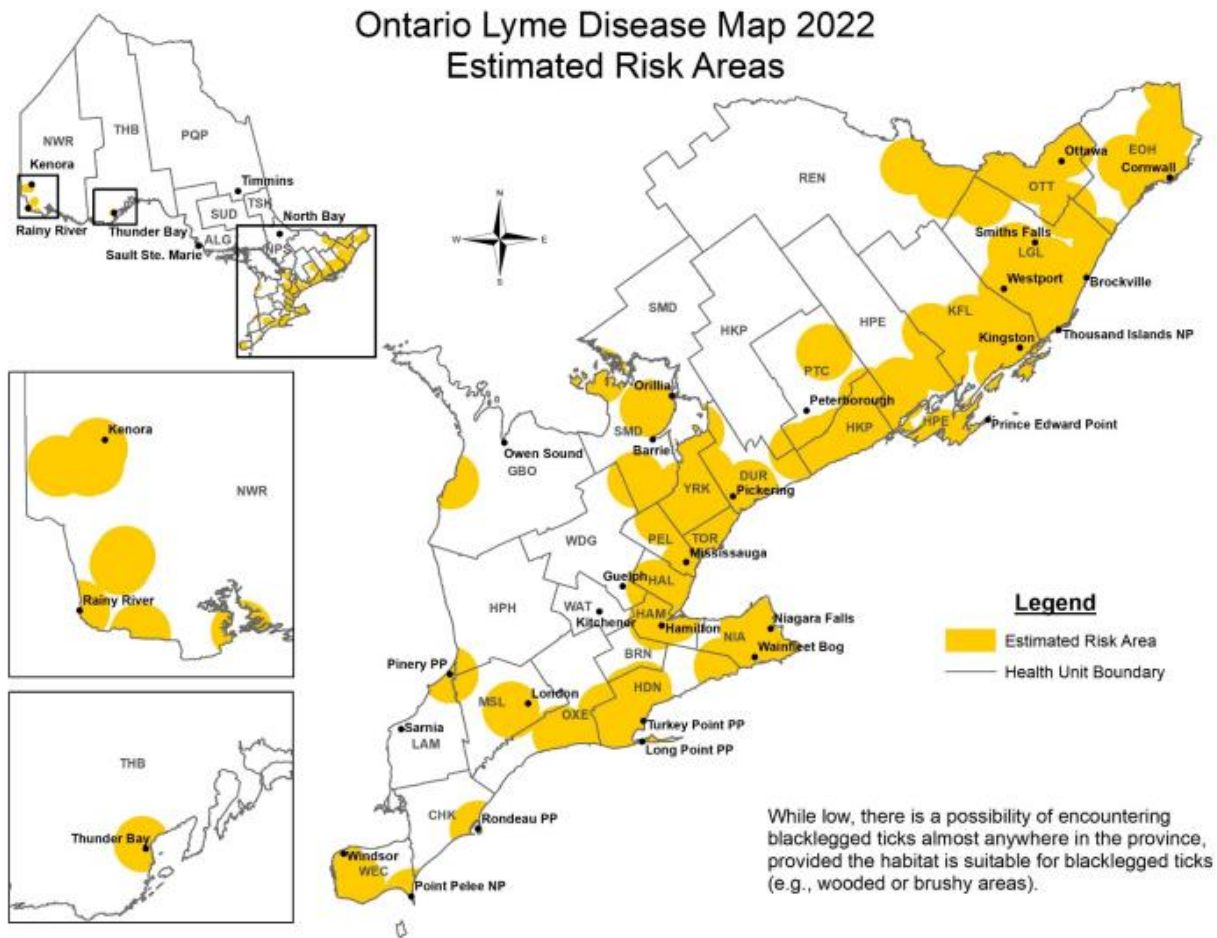 Ontario Lyme Disease Map 2022
Estimated Risk Areas
NWR
THB
PQP
Kenora
Timmins
TSK
SUD
North Bay
Rainy River
Thunder Bay
ALG
NPS
Sault Ste. Marie
N
W
E
S
REN
Ottawa
EOH
Cornwall
OTT
Smiths Falls
LGL
Westport
Brockville
SMD
HKP
HPE
KFL
Kingston
Thousand Islands NP
PTC
Orillia
Peterborough
HKP
HPE
Prince Edward Point
SMD
Barrie
Owen Sound
GBO
DUR
YRK
Pickering
WDG
PEL
TOR
Mississauga
Guelph
HAL
HPH
WAT
Kitchener
HAM
Hamilton
Niagara Falls
NIA
Wainfleet Bog
BRN
Pinery PP
HDN
MSL
London
OXE
Turkey Point PP
Sarnia
LAM
Long Point PP
CHK
Rondeau PP
Windsor
WEC
Point Pelee NP
Kenora
NWR
Rainy River
THB
Thunder Bay
Legend
Estimated Risk Area
Health Unit Boundary
While low, there is a possibility of encountering
blacklegged ticks almost anywhere in the province,
provided the habitat is suitable for blacklegged ticks
(e.g., wooded or brushy areas).